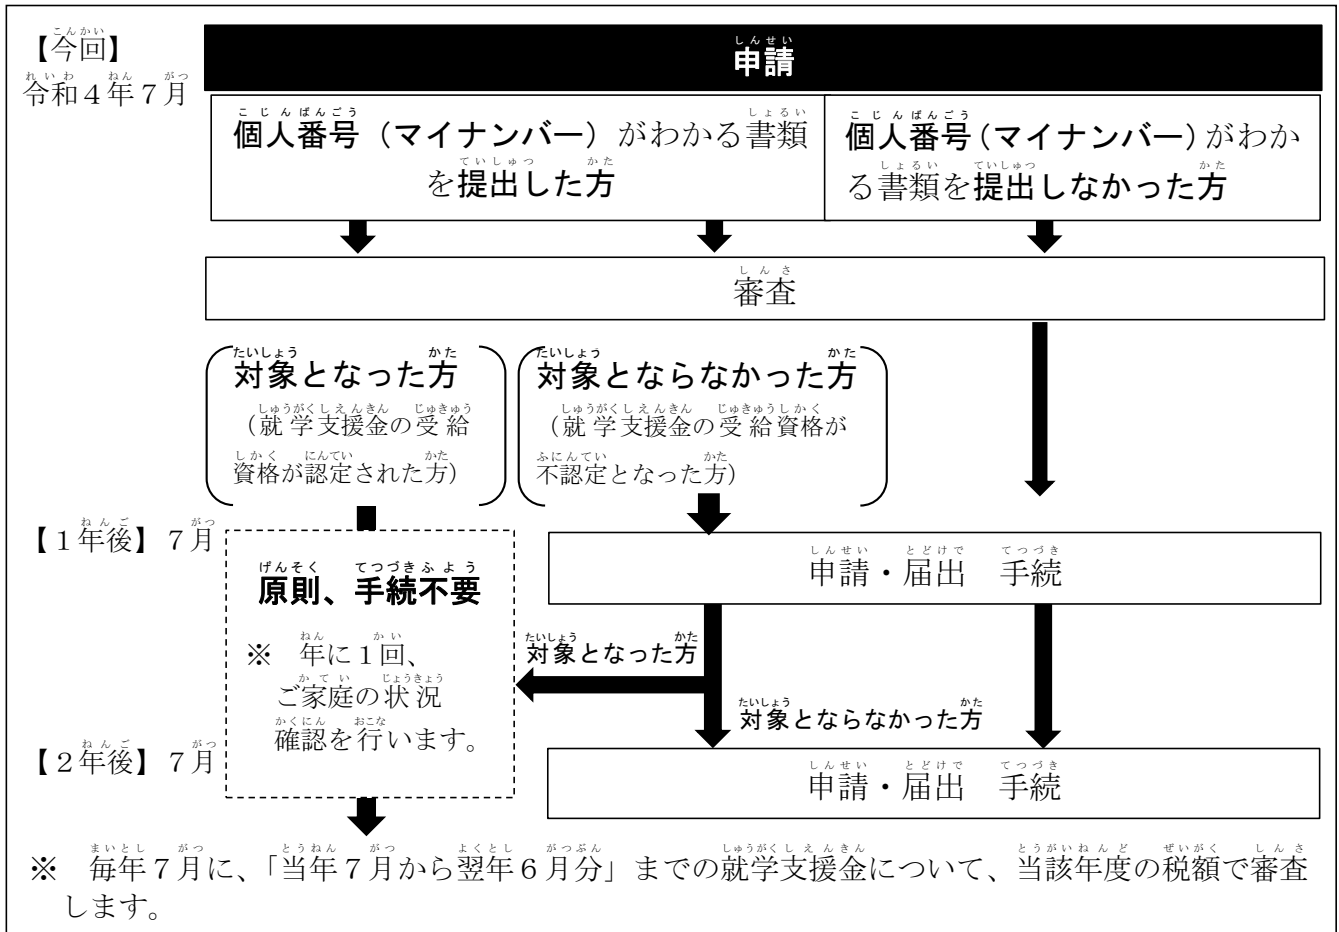 【今回】
令和４年７月
申請
個人番号（マイナンバー）がわかる書類
を提出した方
個人番号（マイナンバー）がわか
る書類を提出しなかった方
審査
対象となった方
（就学支援金の受給
資格が認定された方）
対象とならなかった方
（就学支援金の受給資格が
不認定となった方）
【１年後】７月
原則、手続不要
※　年に１回、
ご家庭の状況
確認を行います。
申請・届出　手続
対象となった方
対象とならなかった方
【２年後】７月
申請・届出　手続
※　毎年７月に、「当年７月から翌年６月分」までの就学支援金について、当該年度の税額で審査
します。